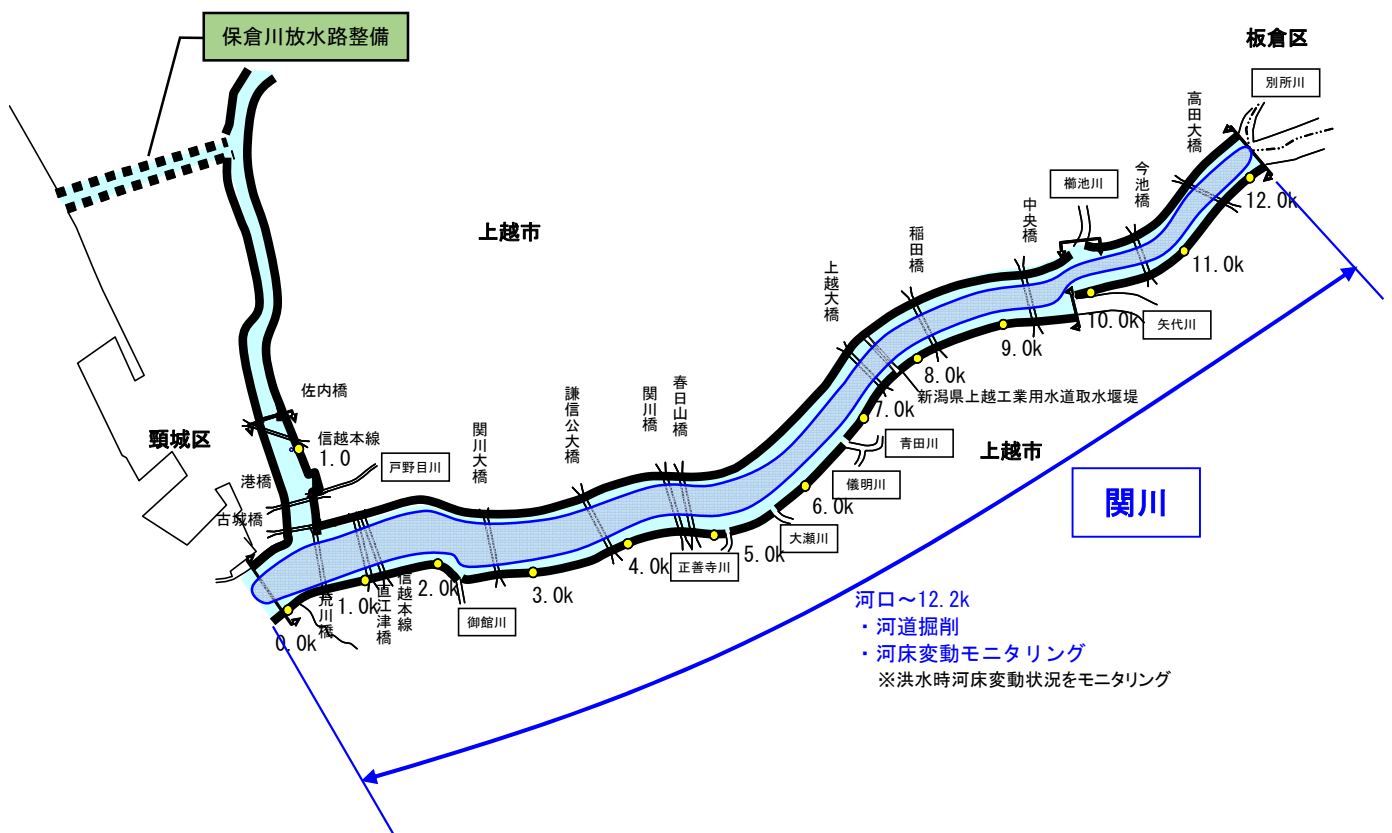 保倉川放水路整備
板倉区
別所川
高田大橋
12.0k
今池橋
櫛池川
中央橋
11.0k
上越市
稲田橋
上越大橋
10.0k
矢代川
9.0k
8.0k
新潟県上越工業用水道取水堰堤
7.0k
佐内橋
頸城区
信越本線
1.0
戸野目川
港橋
古城橋
関川大橋
謙信公大橋
関川橋
春日山橋
青田川
上越市
儀明川
6.0k
大瀬川
5.0k
正善寺川
4.0k
3.0k
2.0k
御館川
信越本線
直江津橋
1.0k
荒川橋
0.0k
関川
河口～12.2k
・河道掘削
・河床変動モニタリング
※洪水時河床変動状況をモニタリング